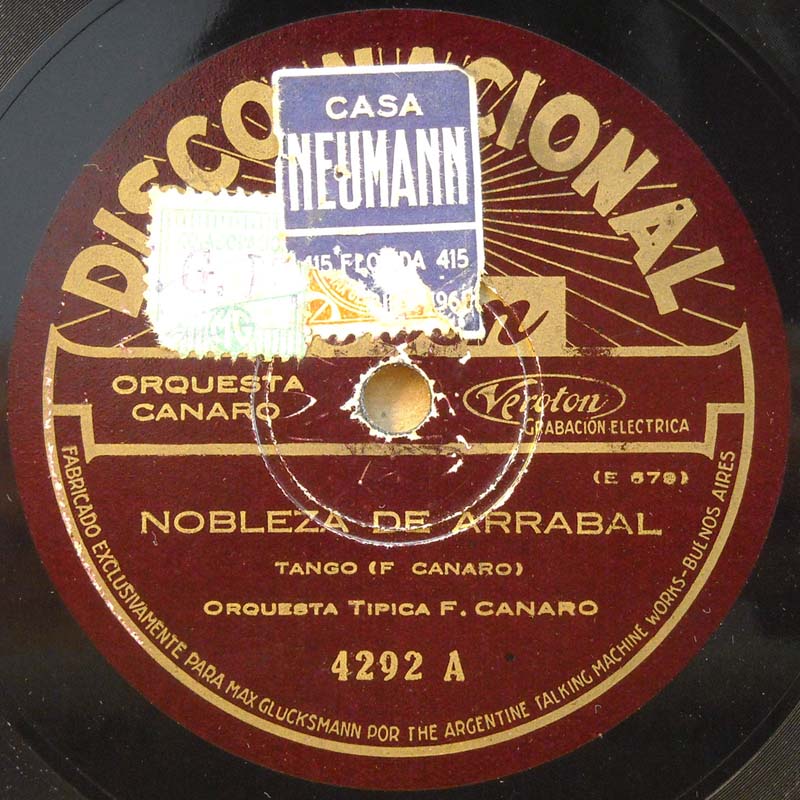 DISCO NACIONAL
CASA
NEUMANN
415 FLORIDA 415
ORQUESTA
CANARO
Veroton
GRABACIÓN ELECTRICA
(E 678)
NOBLEZA DE ARRABAL
TANGO (F CANARO)
ORQUESTA TIPICA F. CANARO
4292 A
FABRICADO EXCLUSIVAMENTE PARA MAX GLUCKSMANN POR THE ARGENTINE TALKING MACHINE WORKS-BUENOS AIRES